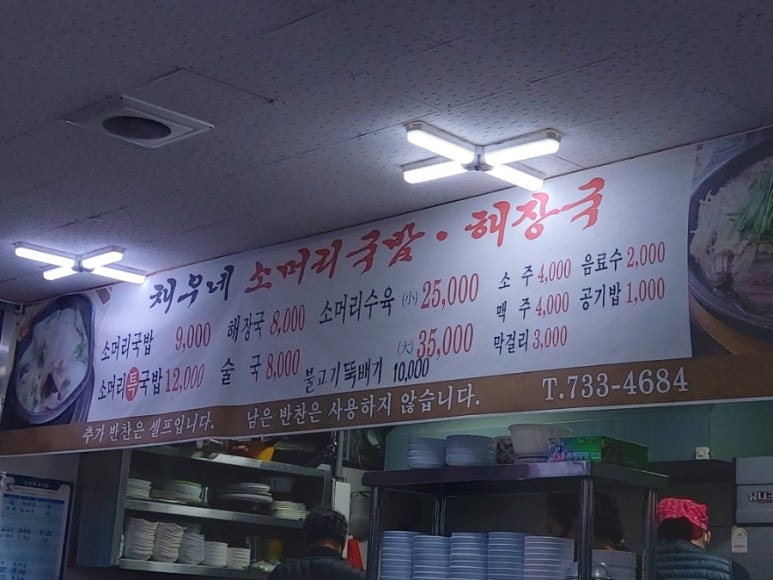 채우네 소머리국밥 · 해장국
소머리국밥 9,000 해장국 8,000 소머리수육 (小) 25,000 소 주 4,000 음료수 2,000
소머리특국밥 12,000 술 국 8,000 (大) 35,000 맥 주 4,000 공기밥 1,000
불고기뚝배기 10,000 막걸리 3,000
추가 반찬은 셀프입니다. 남은 반찬은 사용하지 않습니다. T.733-4684